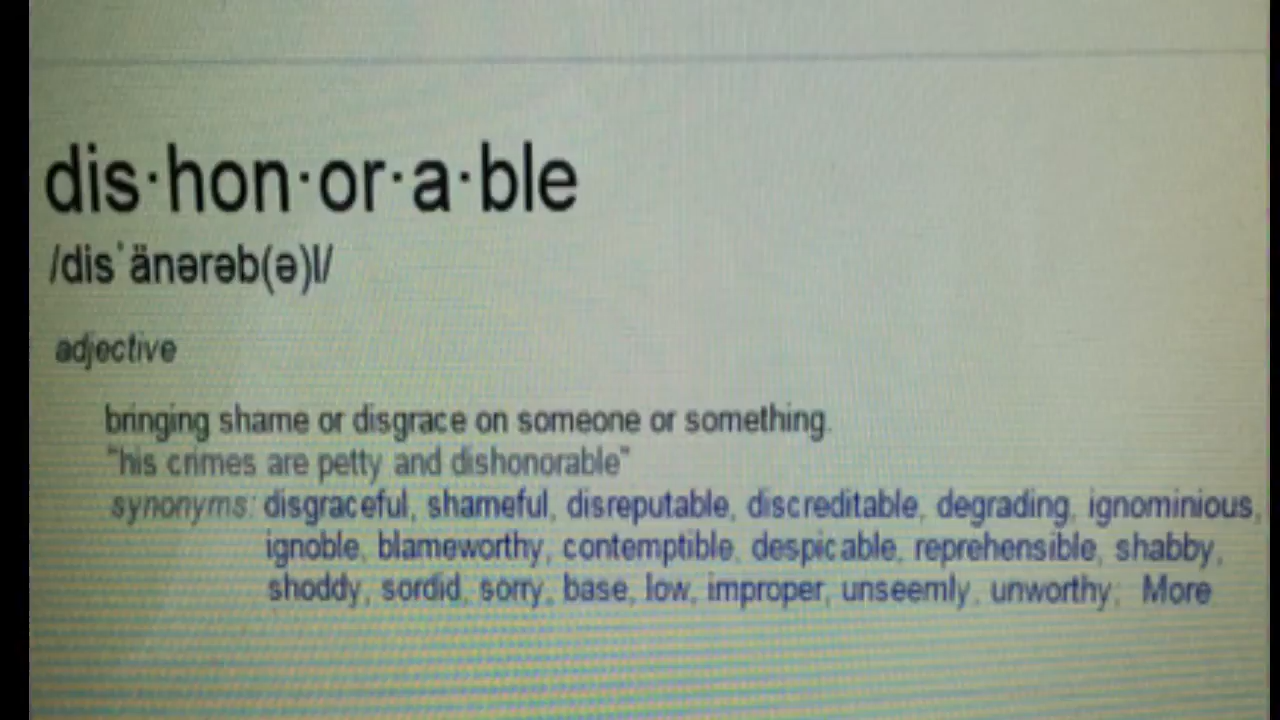 dis·hon·or·a·ble
/disˈänərəb(ə)l/
adjective
bringing shame or disgrace on someone or something.
"his crimes are petty and dishonorable"
synonyms: disgraceful, shameful, disreputable, discreditable, degrading, ignominious,
ignoble, blameworthy, contemptible, despicable, reprehensible, shabby,
shoddy, sordid, sorry, base, low, improper, unseemly, unworthy; More